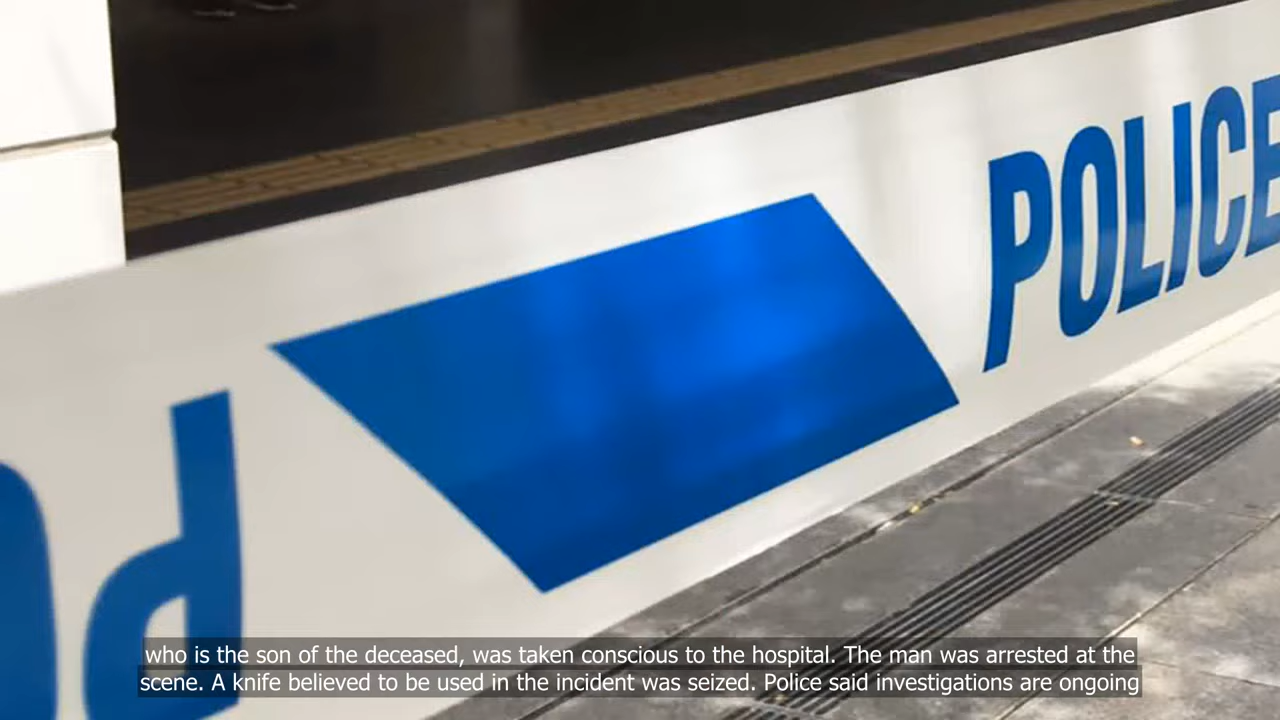 POLICE
PO
who is the son of the deceased, was taken conscious to the hospital. The man was arrested at the
scene. A knife believed to be used in the incident was seized. Police said investigations are ongoing